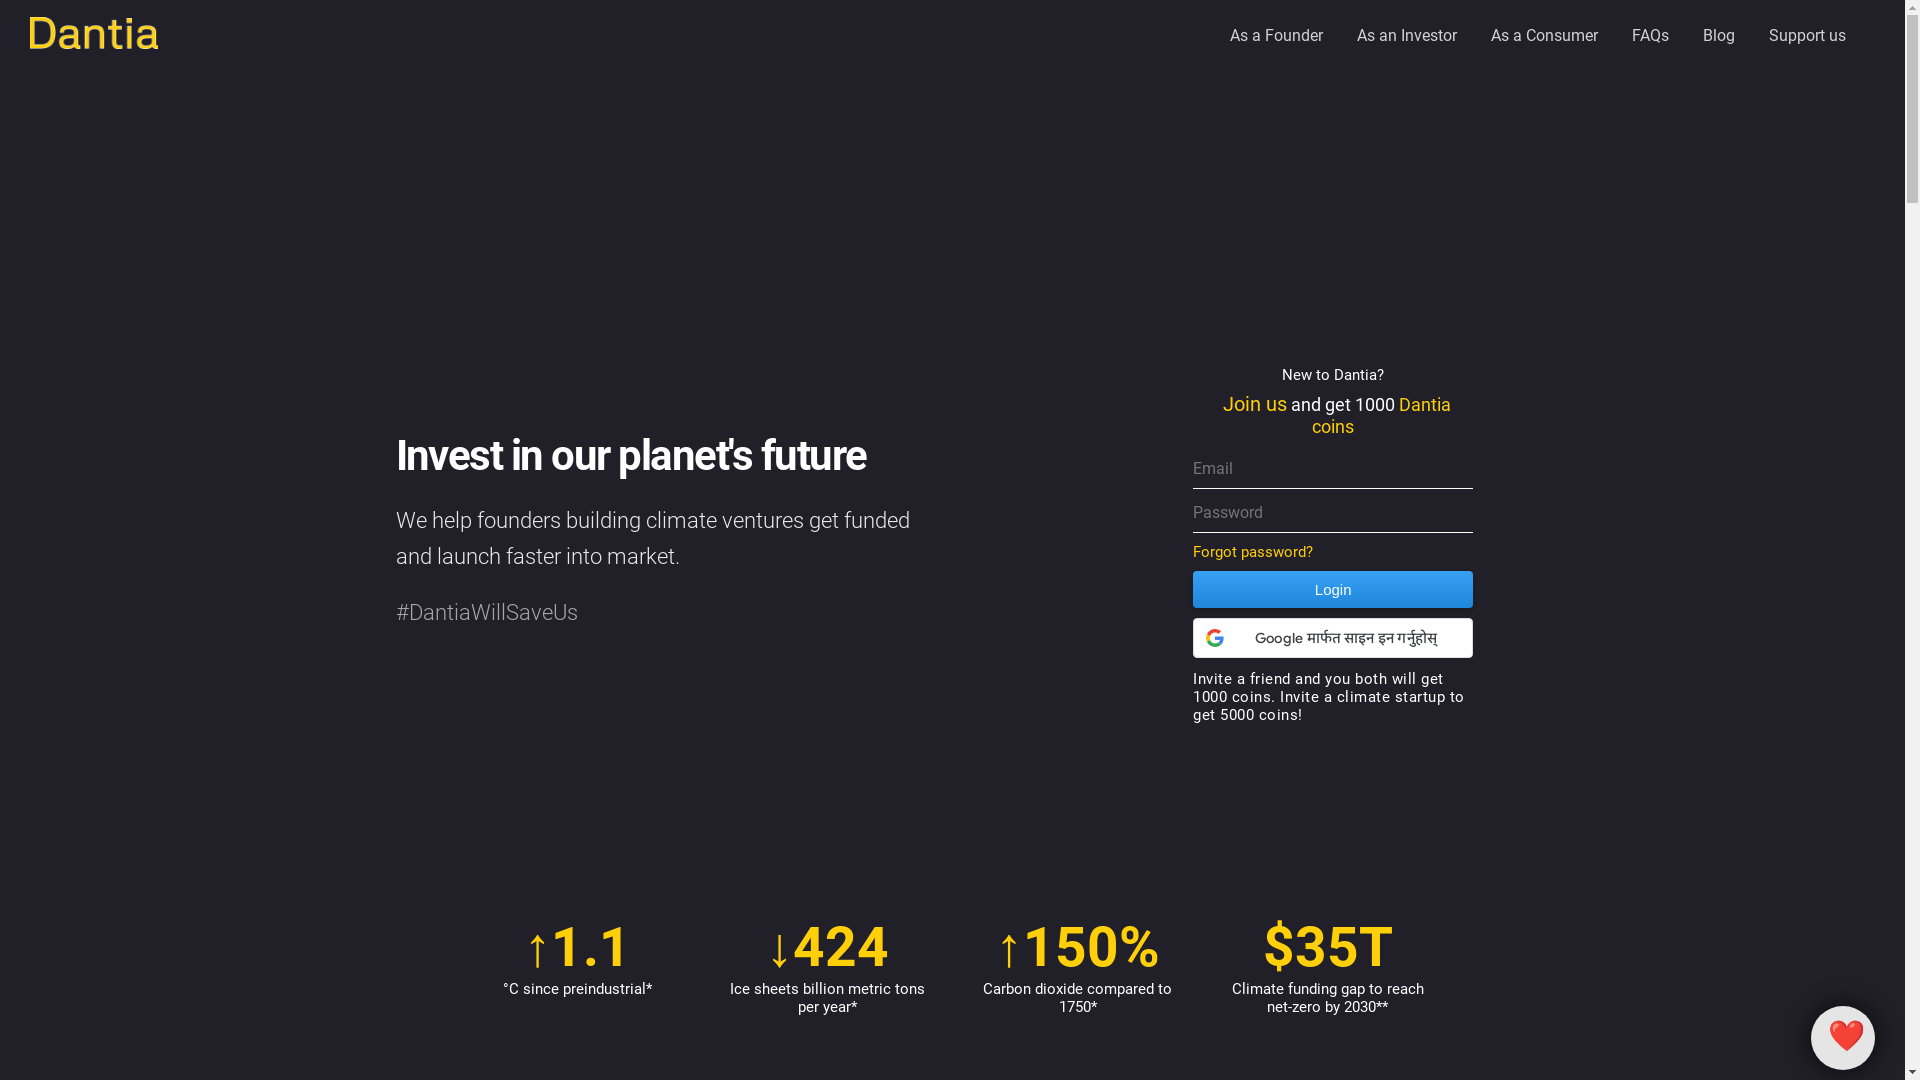 Dantia
As a Founder
As an Investor
As a Consumer
FAQs
Blog
Support us
New to Dantia?
Join us and get 1000 Dantia
coins
Invest in our planet's future
We help founders building climate ventures get funded
and launch faster into market.
#DantiaWillSaveUs
Email
Password
Forgot password?
Login
Google मार्फत साइन इन गर्नुहोस्
Invite a friend and you both will get
1000 coins. Invite a climate startup to
get 5000 coins!
↑1.1
°C since preindustrial*
↓424
Ice sheets billion metric tons
per year*
↑150%
Carbon dioxide compared to
1750*
$35T
Climate funding gap to reach
net-zero by 2030**